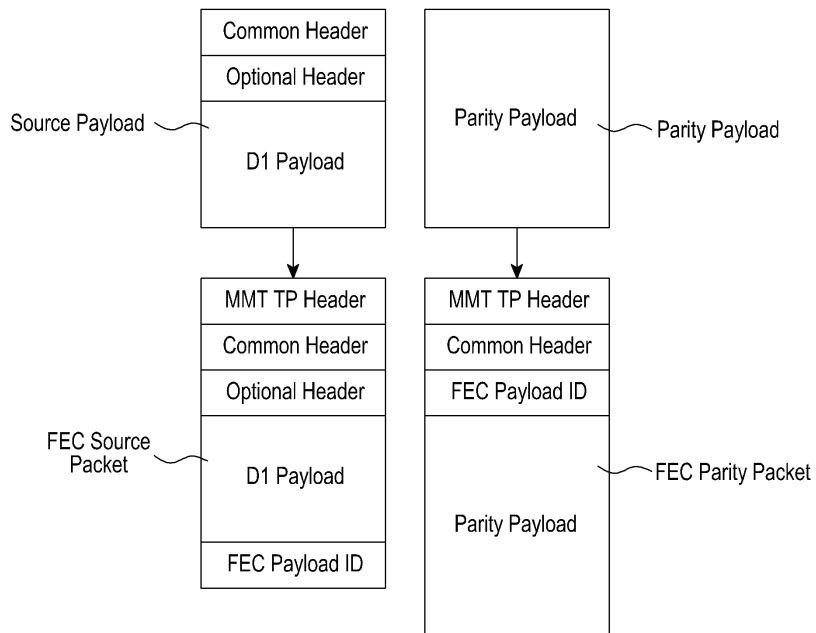 Common Header
Optional Header
Source Payload
D1 Payload
Parity Payload
Parity Payload
MMT TP Header
Common Header
Optional Header
FEC Source
Packet
D1 Payload
FEC Payload ID
MMT TP Header
Common Header
FEC Payload ID
Parity Payload
FEC Parity Packet